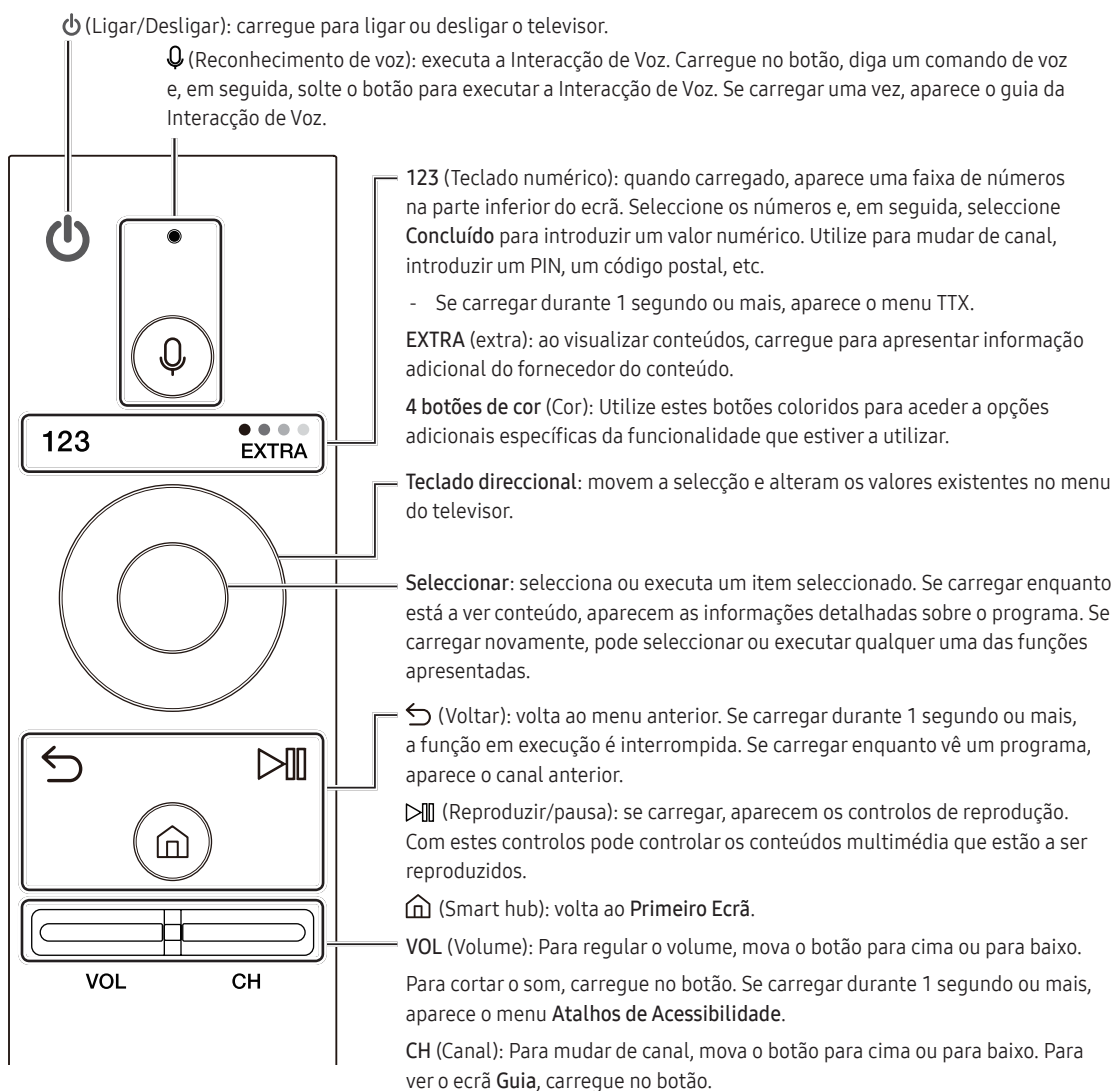 (Ligar/Desligar): carregue para ligar ou desligar o televisor.
(Reconhecimento de voz): executa a Interacção de Voz. Carregue no botão, diga um comando de voz
e, em seguida, solte o botão para executar a Interacção de Voz. Se carregar uma vez, aparece o guia da
Interacção de Voz.
123 (Teclado numérico): quando carregado, aparece uma faixa de números
na parte inferior do ecrã. Seleccione os números e, em seguida, seleccione
Concluído para introduzir um valor numérico. Utilize para mudar de canal,
introduzir um PIN, um código postal, etc.
- Se carregar durante 1 segundo ou mais, aparece o menu TTX.
EXTRA (extra): ao visualizar conteúdos, carregue para apresentar informação
adicional do fornecedor do conteúdo.
4 botões de cor (Cor): Utilize estes botões coloridos para aceder a opções
adicionais específicas da funcionalidade que estiver a utilizar.
123
EXTRA
Teclado direccional: movem a selecção e alteram os valores existentes no menu
do televisor.
Seleccionar: selecciona ou executa um item seleccionado. Se carregar enquanto
está a ver conteúdo, aparecem as informações detalhadas sobre o programa. Se
carregar novamente, pode seleccionar ou executar qualquer uma das funções
apresentadas.
(Voltar): volta ao menu anterior. Se carregar durante 1 segundo ou mais,
a função em execução é interrompida. Se carregar enquanto vê um programa,
aparece o canal anterior.
(Reproduzir/pausa): se carregar, aparecem os controlos de reprodução.
Com estes controlos pode controlar os conteúdos multimédia que estão a ser
reproduzidos.
(Smart hub): volta ao Primeiro Ecrã.
VOL (Volume): Para regular o volume, mova o botão para cima ou para baixo.
Para cortar o som, carregue no botão. Se carregar durante 1 segundo ou mais,
aparece o menu Atalhos de Acessibilidade.
CH (Canal): Para mudar de canal, mova o botão para cima ou para baixo. Para
ver o ecrã Guia, carregue no botão.
VOL
CH